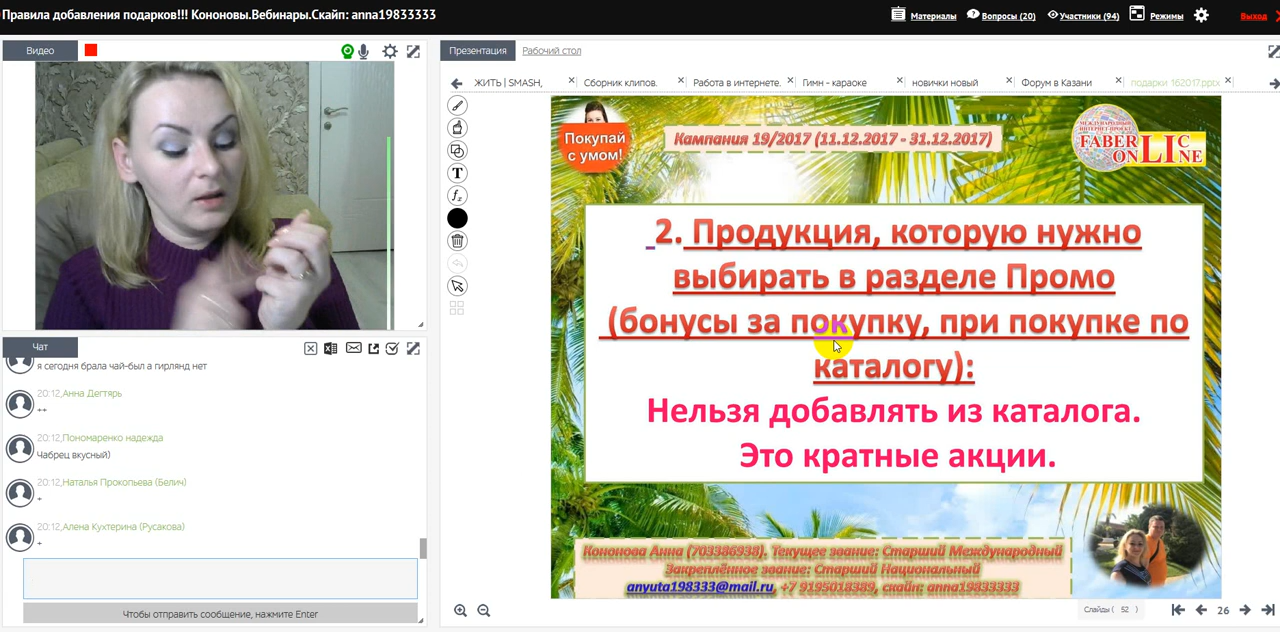 Правила добавления подарков!!! Кононовы.Вебинары.Скайп: anna19833333
Материалы
Вопросы (20)
Участники (94)
Режимы
Выход
Видео
Чат
я сегодня брала чай-был а гирлянд нет
20:12,Анна Дегтярь
++
20:12,Пономаренко надежда
Чабрец вкусный)
20:12,Наталья Прокопьева (Белич)
+
20:12,Алена Кухтерина (Русакова)
+
Чтобы отправить сообщение, нажмите Enter
Презентация
Рабочий стол
ЖИТЬ | SMASH,
Сборник клипов.
Работа в интернете.
Гимн - караоке
новички новый
Форум в Казани
подарки 162017.pptx
Покупай
с умом!
Кампания 19/2017 (11.12.2017 - 31.12.2017)
МЕЖДУНАРОДНЫЙ
ИНТЕРНЕТ-ПРОЕКТ
FABERLIC
ONLINE
2. Продукция, которую нужно
выбирать в разделе Промо
(бонусы за покупку, при покупке по
каталогу):
Нельзя добавлять из каталога.
Это кратные акции.
Кононова Анна (703386938). Текущее звание: Старший Международный
Закреплённое звание: Старший Национальный
anyuta198333@mail.ru, +7 9195018389, скайп: anna19833333
Слайды ( 52 )
26